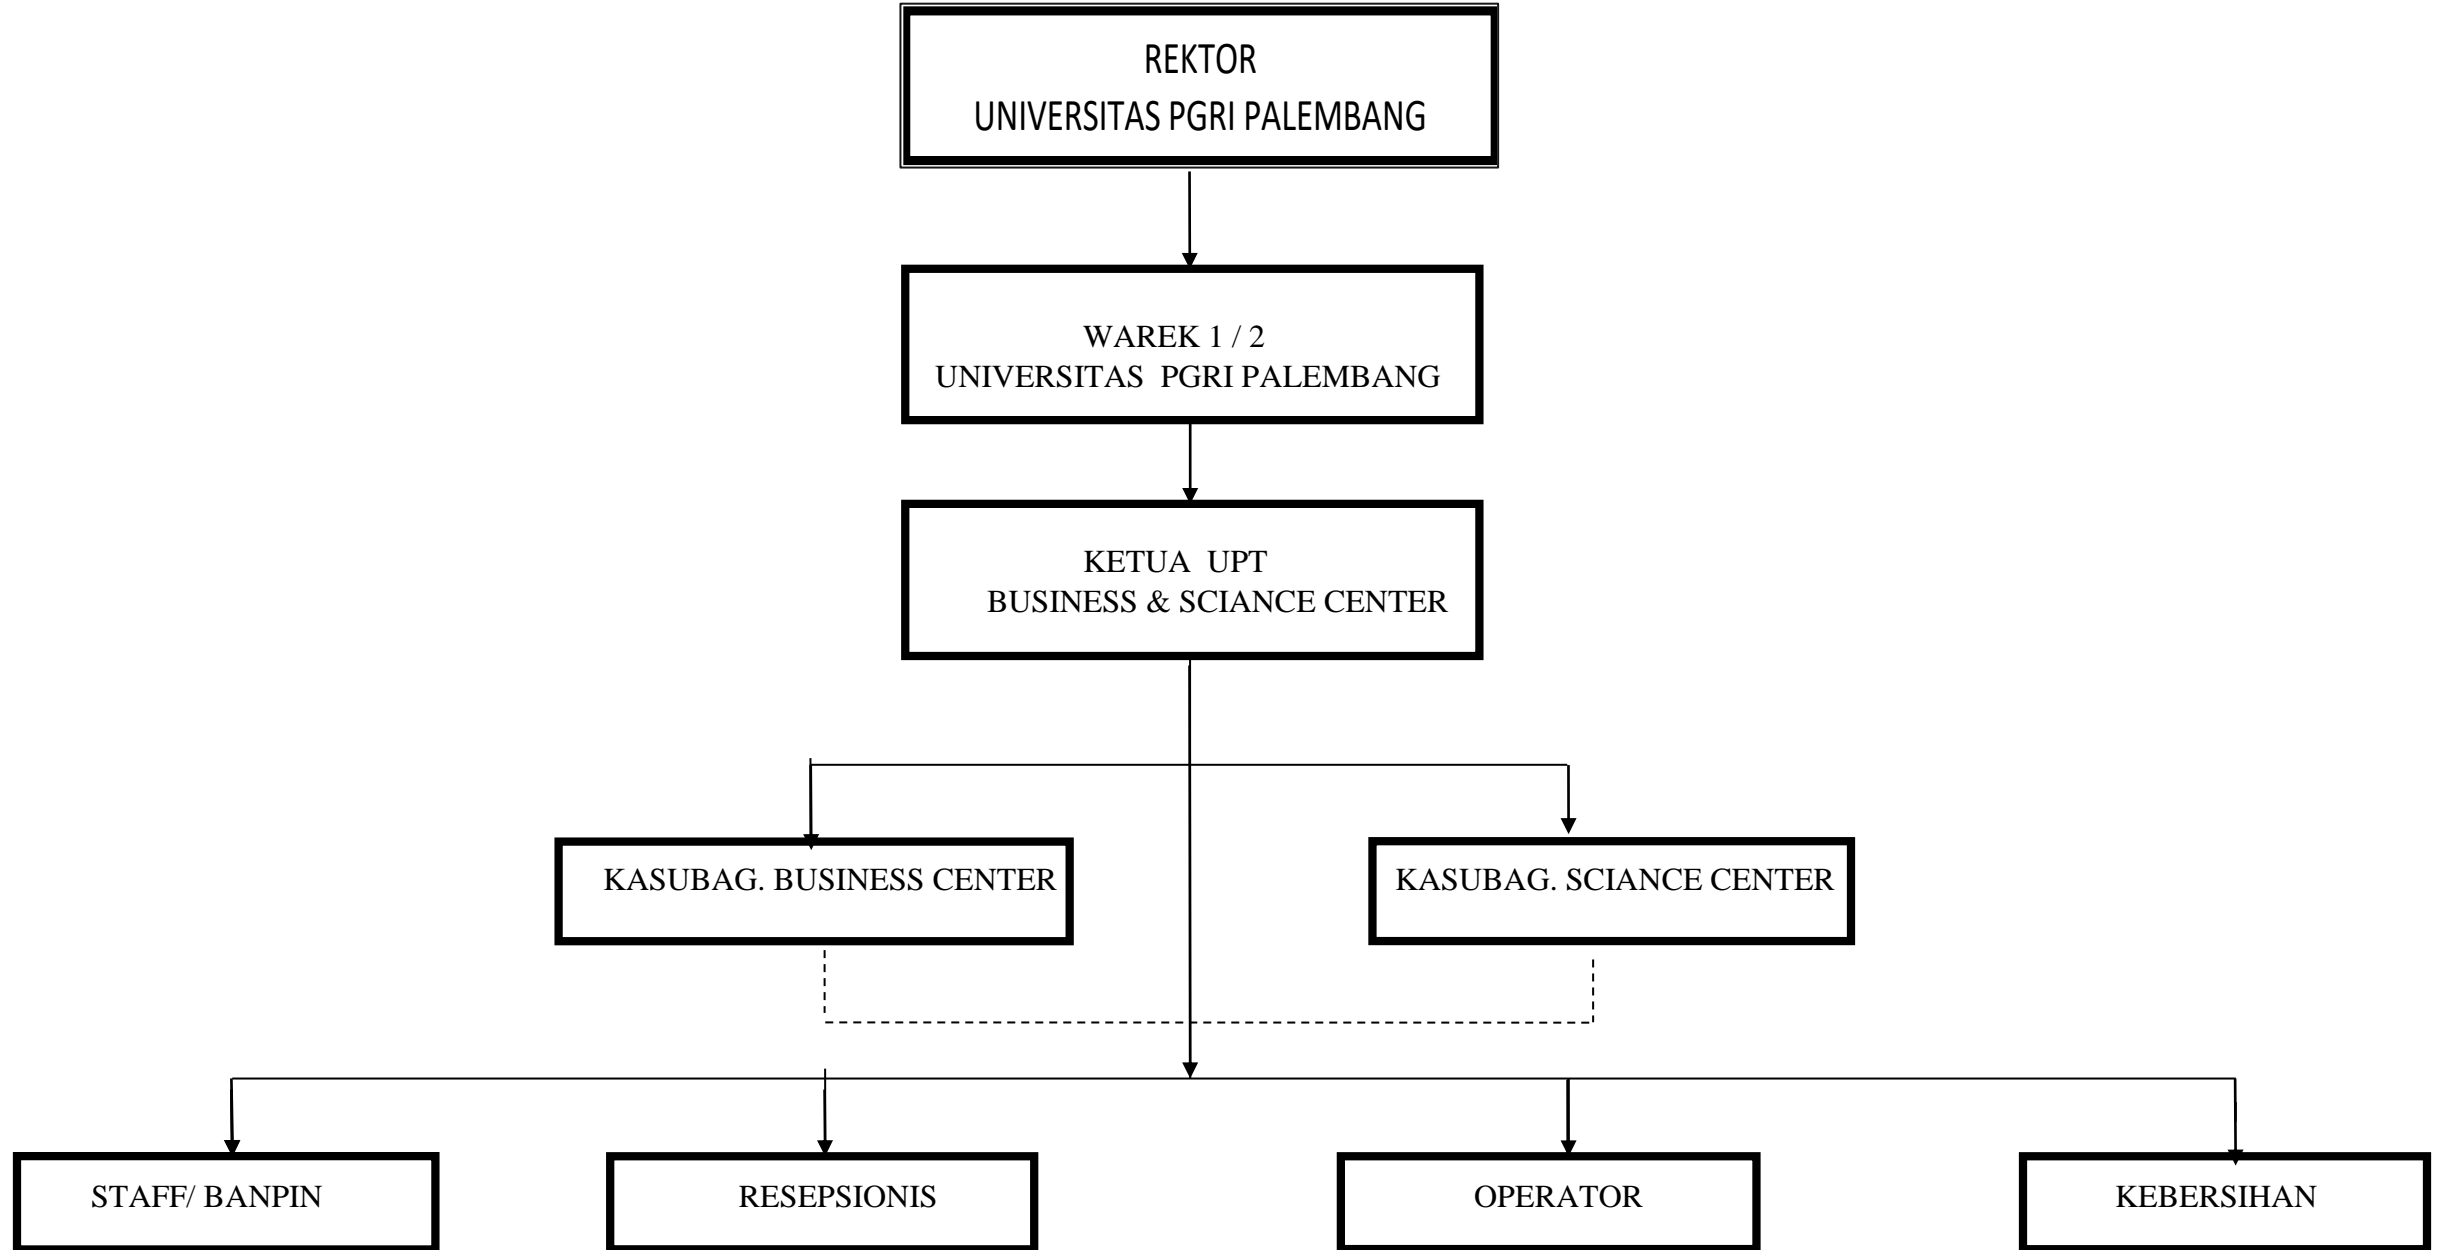 REKTOR
UNIVERSITAS PGRI PALEMBANG
WAREK 1 / 2
UNIVERSITAS PGRI PALEMBANG
KETUA UPT
BUSINESS & SCIANCE CENTER
KASUBAG. BUSINESS CENTER
KASUBAG. SCIANCE CENTER
STAFF/ BANPIN
RESEPSIONIS
OPERATOR
KEBERSIHAN